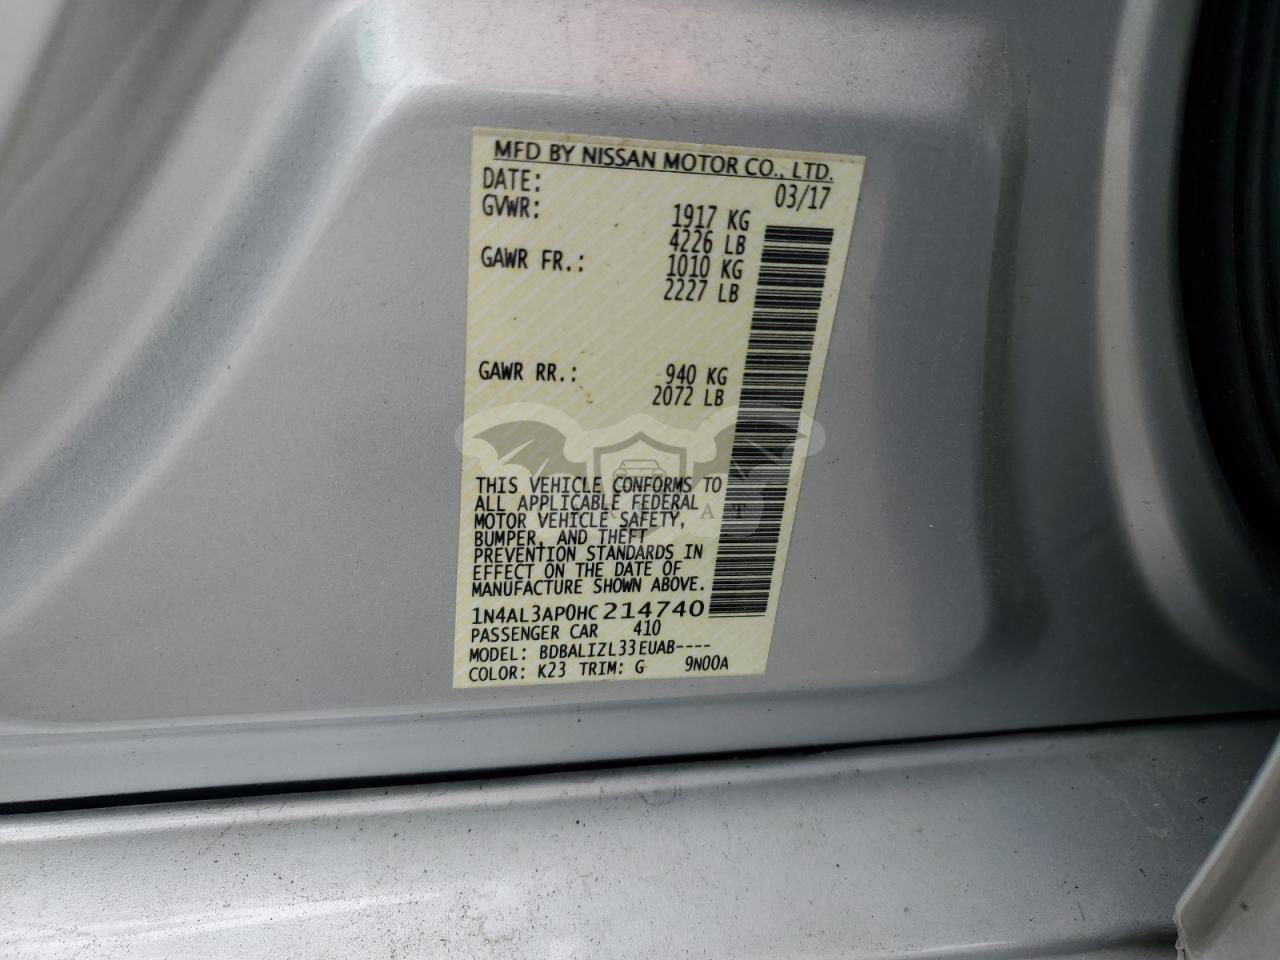 MFD BY NISSAN MOTOR CO., LTD.
DATE: 03/17
GVWR: 1917 KG
4226 LB
GAWR FR.: 1010 KG
2227 LB
GAWR RR.: 940 KG
2072 LB
THIS VEHICLE CONFORMS TO
ALL APPLICABLE FEDERAL
MOTOR VEHICLE SAFETY,
BUMPER, AND THEFT
PREVENTION STANDARDS IN
EFFECT ON THE DATE OF
MANUFACTURE SHOWN ABOVE.
1N4AL3AP0HC214740
PASSENGER CAR 410
MODEL: BDBALIZL33EUAB----
COLOR: K23 TRIM: G 9N00A